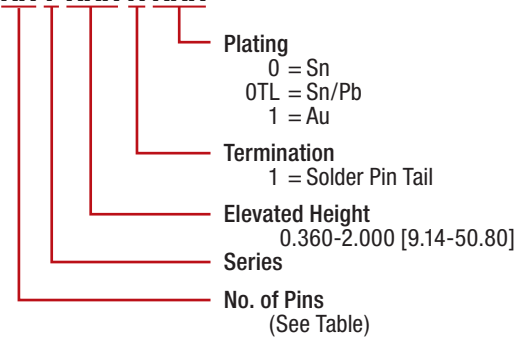 Plating
0 = Sn
0TL = Sn/Pb
1 = Au
Termination
1 = Solder Pin Tail
Elevated Height
0.360-2.000 [9.14-50.80]
Series
No. of Pins
(See Table)